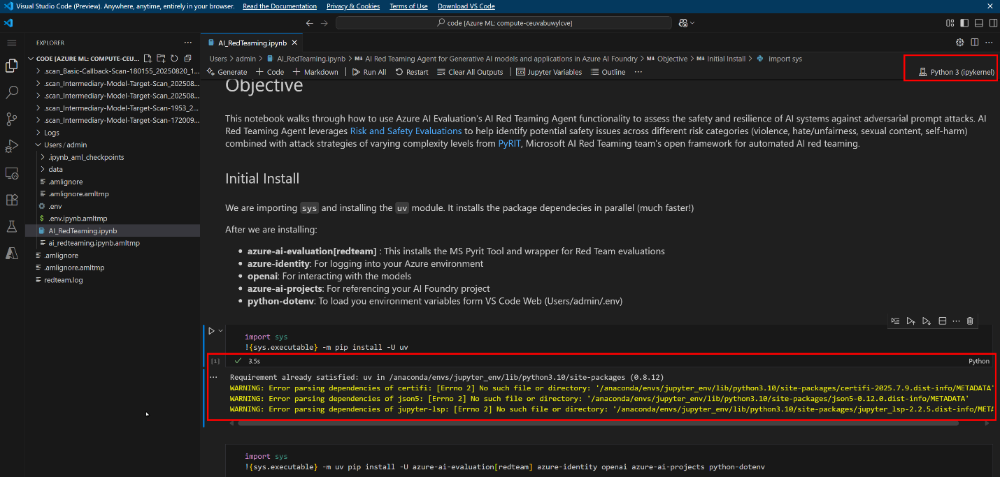 Visual Studio Code (Preview). Anywhere, anytime, entirely in your browser. Read the Documentation Privacy & Cookies Terms of Use Download VS Code
code [Azure ML: compute-ceuvabuwylcve]
EXPLORER
CODE [AZURE ML: COMPUTE-CEU...
.scan_Basic-Callback-Scan-180155_20250820_1...
.scan_Intermediary-Model-Target-Scan_202508...
.scan_Intermediary-Model-Target-Scan_202508...
.scan_Intermediary-Model-Target-Scan-1953_2...
.scan_Intermediary-Model-Target-Scan-172009...
Logs
Users / admin
.ipynb_aml_checkpoints
data
.amlignore
.amlignore.amltmp
.env
.env.ipynb.amltmp
AI_RedTeaming.ipynb
ai_redteaming.ipynb.amltmp
.amlignore
.amlignore.amltmp
redteam.log
AI_RedTeaming.ipynb
Users > admin > AI_RedTeaming.ipynb > M↓ AI Red Teaming Agent for Generative AI models and applications in Azure AI Foundry > M↓ Objective > M↓ Initial Install > import sys
Generate + Code + Markdown | Run All Restart Clear All Outputs | Jupyter Variables Outline ...
Python 3 (ipykernel)
Objective
This notebook walks through how to use Azure AI Evaluation's AI Red Teaming Agent functionality to assess the safety and resilience of AI systems against adversarial prompt attacks. AI
Red Teaming Agent leverages Risk and Safety Evaluations to help identify potential safety issues across different risk categories (violence, hate/unfairness, sexual content, self-harm)
combined with attack strategies of varying complexity levels from PyRIT, Microsoft AI Red Teaming team's open framework for automated AI red teaming.
Initial Install
We are importing sys and installing the uv module. It installs the package dependecies in parallel (much faster!)
After we are installing:
• azure-ai-evaluation[redteam] : This installs the MS Pyrit Tool and wrapper for Red Team evaluations
• azure-identity: For logging into your Azure environment
• openai: For interacting with the models
• azure-ai-projects: For referencing your AI Foundry project
• python-dotenv: To load you environment variables form VS Code Web (Users/admin/.env)
import sys
!{sys.executable} -m pip install -U uv
[1] ✓ 3.5s Python
... Requirement already satisfied: uv in /anaconda/envs/jupyter_env/lib/python3.10/site-packages (0.8.12)
WARNING: Error parsing dependencies of certifi: [Errno 2] No such file or directory: '/anaconda/envs/jupyter_env/lib/python3.10/site-packages/certifi-2025.7.9.dist-info/METADATA'
WARNING: Error parsing dependencies of json5: [Errno 2] No such file or directory: '/anaconda/envs/jupyter_env/lib/python3.10/site-packages/json5-0.12.0.dist-info/METADATA'
WARNING: Error parsing dependencies of jupyter-lsp: [Errno 2] No such file or directory: '/anaconda/envs/jupyter_env/lib/python3.10/site-packages/jupyter_lsp-2.2.5.dist-info/META
import sys
!{sys.executable} -m uv pip install -U azure-ai-evaluation[redteam] azure-identity openai azure-ai-projects python-dotenv